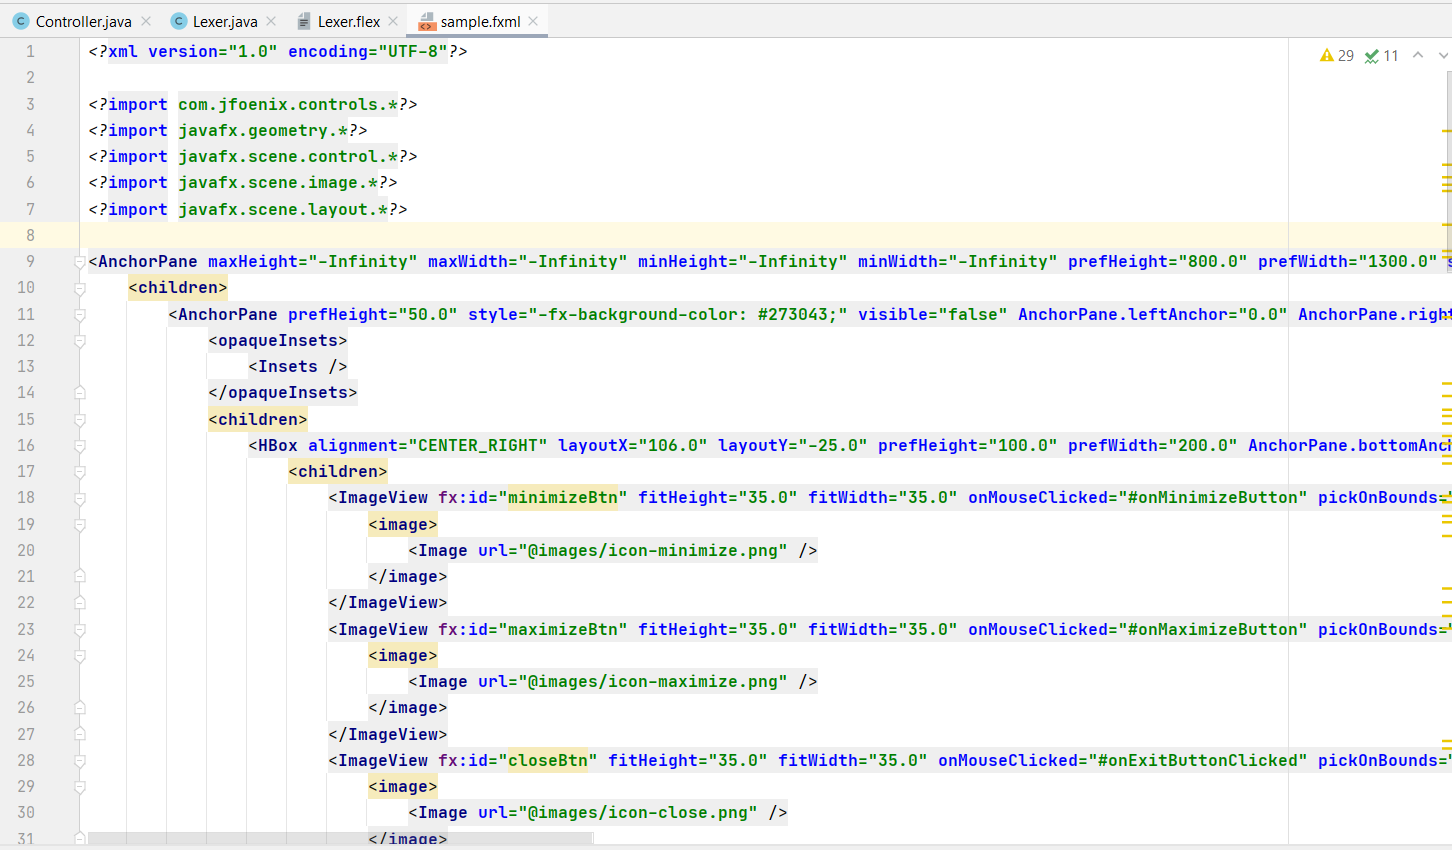 Controller.java Lexer.java Lexer.flex sample.fxml
29 11
1 <?xml version="1.0" encoding="UTF-8"?>
2
3 <?import com.jfoenix.controls.*?>
4 <?import javafx.geometry.*?>
5 <?import javafx.scene.control.*?>
6 <?import javafx.scene.image.*?>
7 <?import javafx.scene.layout.*?>
8
9 <AnchorPane maxHeight="-Infinity" maxWidth="-Infinity" minHeight="-Infinity" minWidth="-Infinity" prefHeight="800.0" prefWidth="1300.0" s
10 <children>
11 <AnchorPane prefHeight="50.0" style="-fx-background-color: #273043;" visible="false" AnchorPane.leftAnchor="0.0" AnchorPane.right
12 <opaqueInsets>
13 <Insets />
14 </opaqueInsets>
15 <children>
16 <HBox alignment="CENTER_RIGHT" layoutX="106.0" layoutY="-25.0" prefHeight="100.0" prefWidth="200.0" AnchorPane.bottomAnch
17 <children>
18 <ImageView fx:id="minimizeBtn" fitHeight="35.0" fitWidth="35.0" onMouseClicked="#onMinimizeButton" pickOnBounds="
19 <image>
20 <Image url="@images/icon-minimize.png" />
21 </image>
22 </ImageView>
23 <ImageView fx:id="maximizeBtn" fitHeight="35.0" fitWidth="35.0" onMouseClicked="#onMaximizeButton" pickOnBounds="
24 <image>
25 <Image url="@images/icon-maximize.png" />
26 </image>
27 </ImageView>
28 <ImageView fx:id="closeBtn" fitHeight="35.0" fitWidth="35.0" onMouseClicked="#onExitButtonClicked" pickOnBounds="
29 <image>
30 <Image url="@images/icon-close.png" />
31 </image>